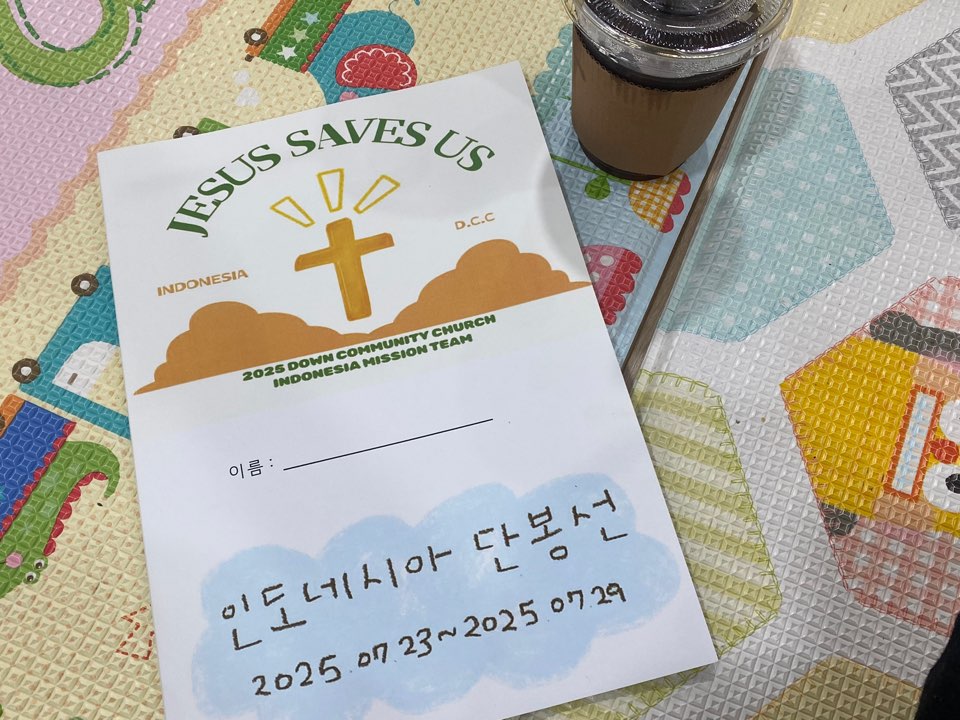 JESUS SAVES US
INDONESIA
D.C.C
2025 DOWN COMMUNITY CHURCH
INDONESIA MISSION TEAM
이름 :
인도네시아 단봉선
2025.07.23~2025.07.29